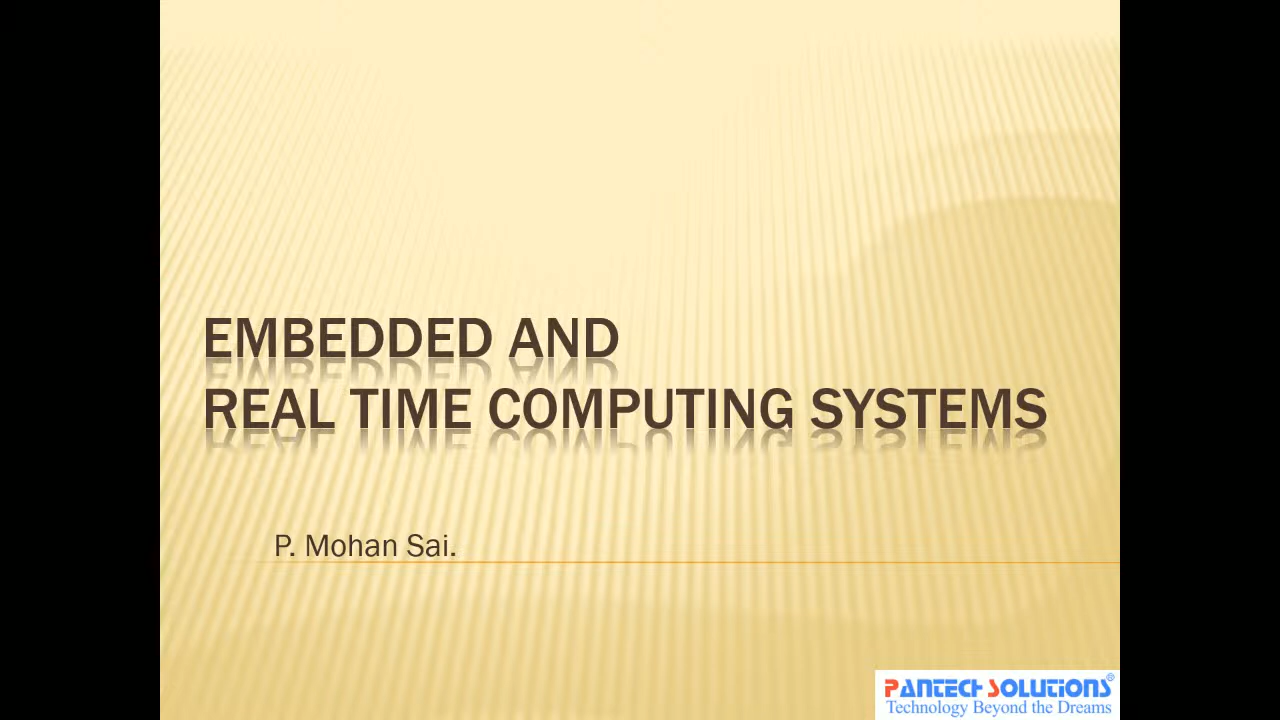 EMBEDDED AND
REAL TIME COMPUTING SYSTEMS
P. Mohan Sai.
PANTECH SOLUTIONS®
Technology Beyond the Dreams